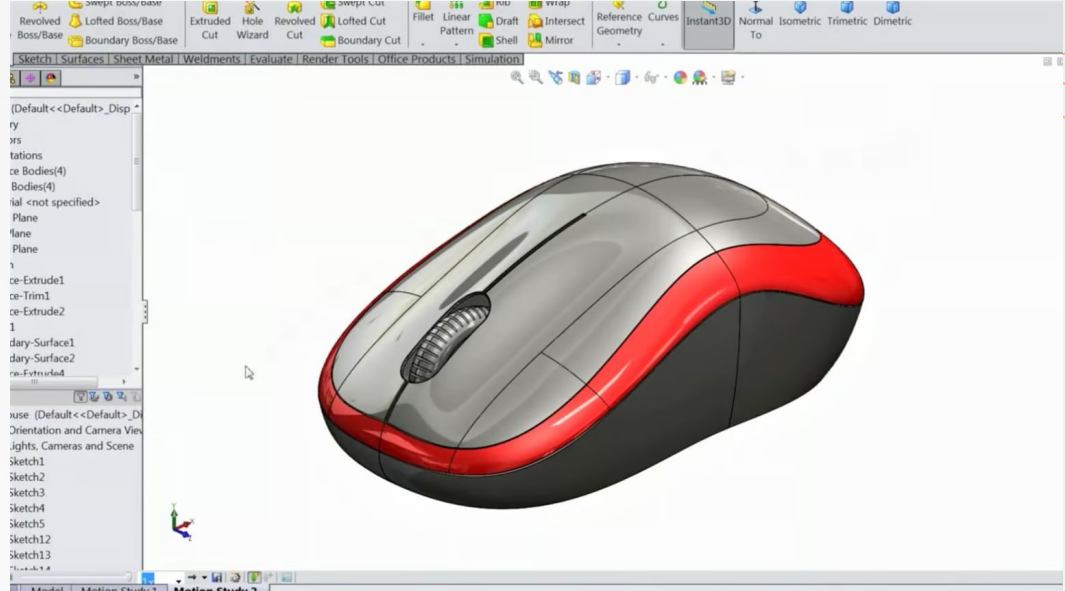 Swept Boss/Base
Swept Cut
Rib
Wrap
Revolved
Boss/Base
Lofted Boss/Base
Boundary Boss/Base
Extruded
Cut
Hole
Wizard
Revolved
Cut
Lofted Cut
Boundary Cut
Fillet
Linear
Pattern
Draft
Shell
Intersect
Mirror
Reference
Geometry
Curves
Instant3D
Normal
To
Isometric
Trimetric
Dimetric
Sketch Surfaces Sheet Metal Weldments Evaluate Render Tools Office Products Simulation
(Default<<Default>_Disp
ry
ors
tations
ce Bodies(4)
Bodies(4)
rial <not specified>
Plane
Plane
Plane
n
ce-Extrude1
ce-Trim1
ce-Extrude2
1
dary-Surface1
dary-Surface2
ce-Extrude4
ouse (Default<<Default>_Di
Orientation and Camera View
Lights, Cameras and Scene
Sketch1
Sketch2
Sketch3
Sketch4
Sketch5
Sketch12
Sketch13
Sketch14
Model Motion Study 1 Motion Study 2